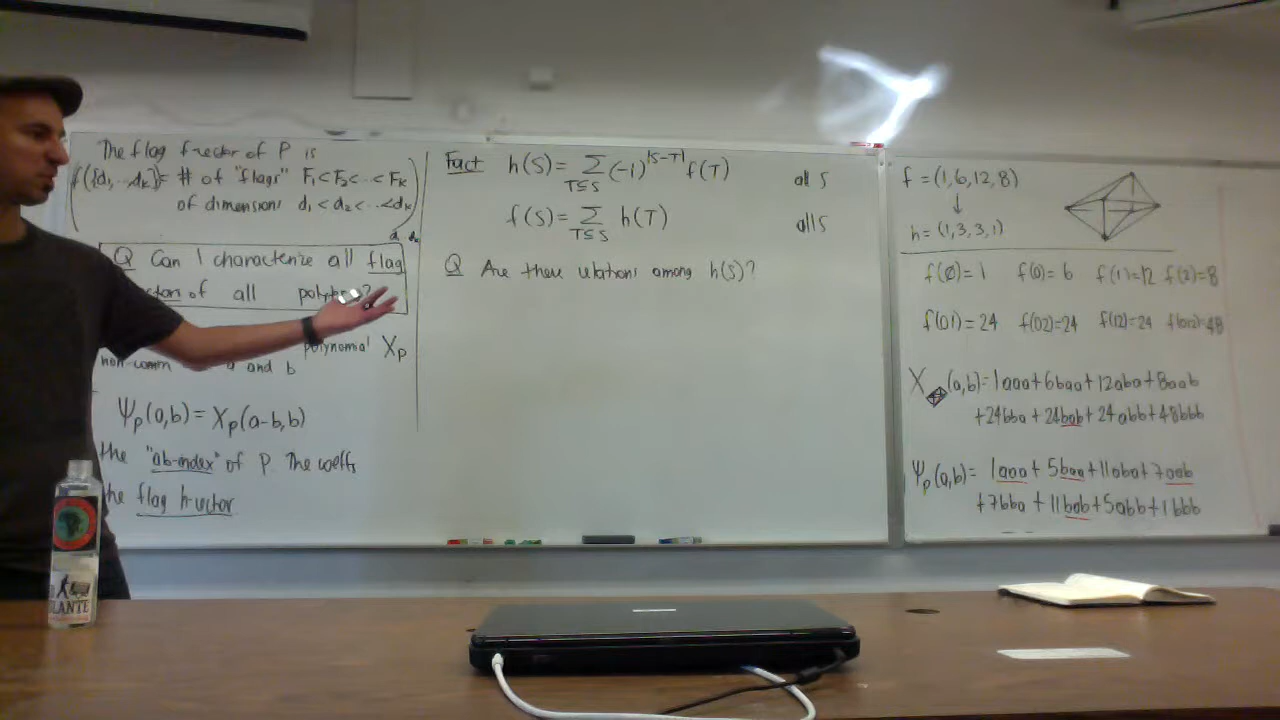 The flag f-vector of P is
f({d₁,...,dₖ})= # of "flags" F₁<F₂<...<Fₖ
of dimensions d₁<d₂<...<dₖ
Q Can I characterize all flag
of all
polynomial Xₚ
non-comm a and b
Ψₚ(a,b)=Xₚ(a-b,b)
the "ab-index" of P. The coeffs
the flag h-vector
LANTE
Fact h(S)= Σ_{T⊆S} (-1)^{|S-T|} f(T) all S
f(S)= Σ_{T⊆S} h(T) all S
Q Are there relations among h(S)?
f=(1,6,12,8)
↓
h=(1,3,3,1)
f(∅)=1 f(0)=6 f(1)=12 f(2)=8
f(01)=24 f(02)=24 f(12)=24 f(012)=48
X (a,b)=1aaa+6baa+12aba+8aab
+24bba+24bab+24abb+48bbb
Ψₚ(a,b)= 1aaa+5baa+11aba+7aab
+7bba+11bab+5abb+1bbb